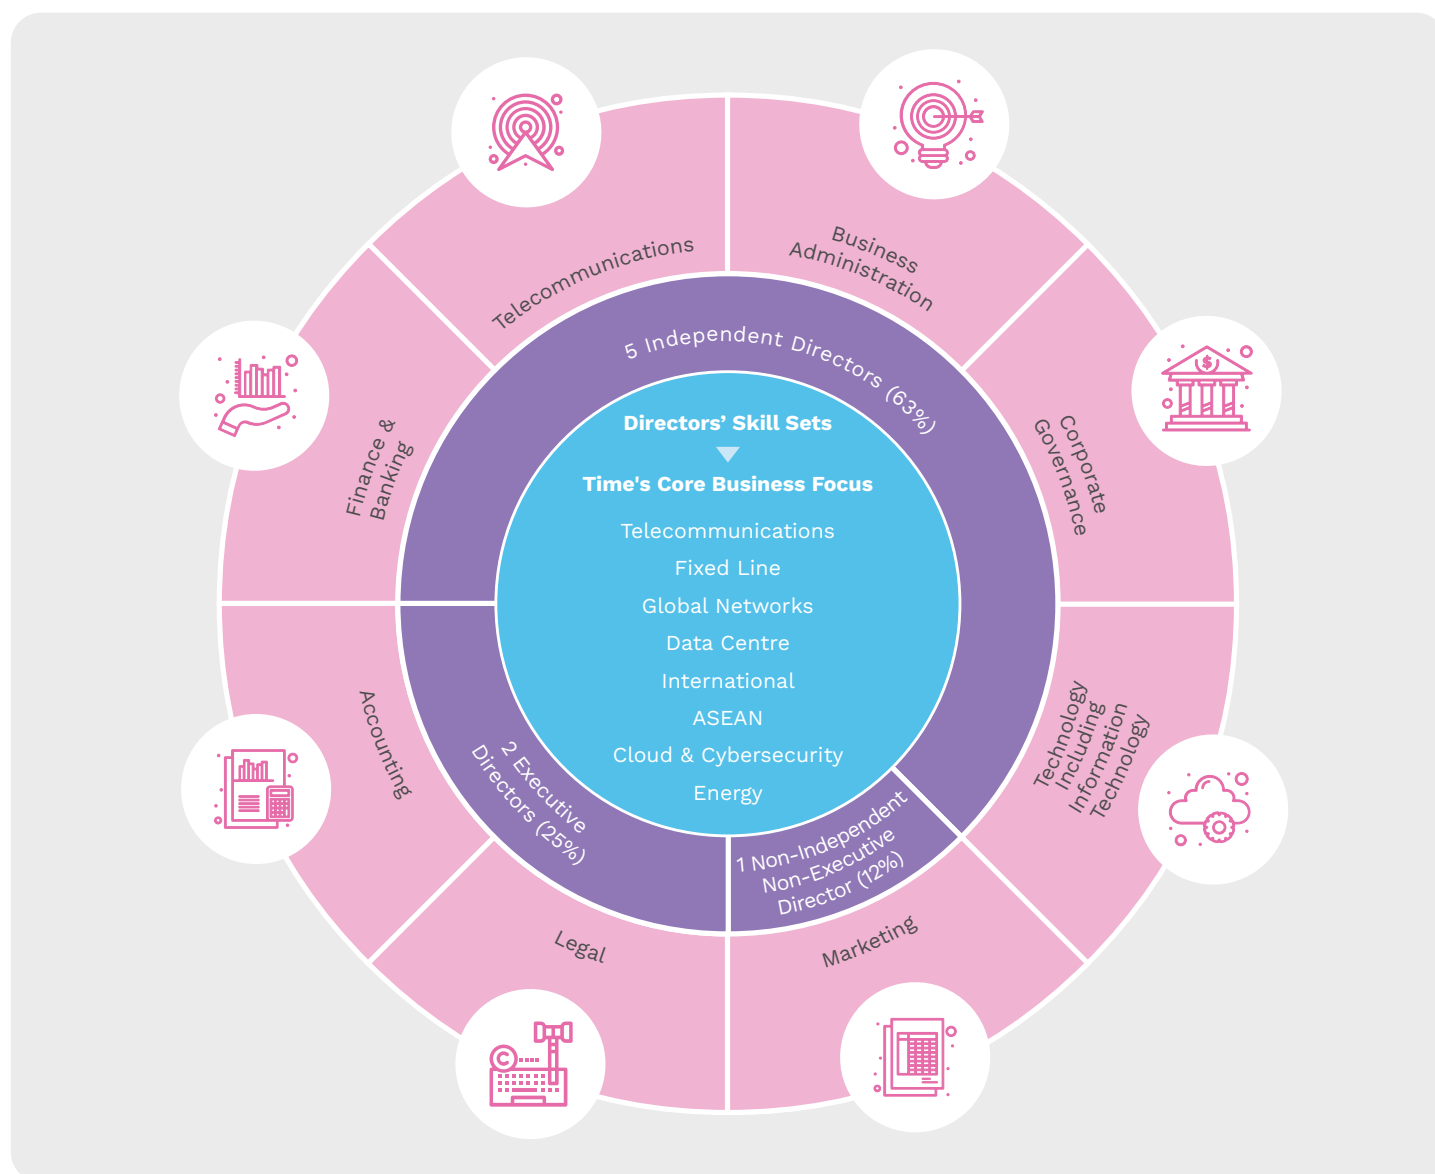 Telecommunications
Business
Administration
Corporate
Governance
Technology
Including
Information
Technology
Marketing
Legal
Accounting
Finance &
Banking
5 Independent Directors (63%)
1 Non-Independent
Non-Executive
Director (12%)
2 Executive
Directors (25%)
Directors’ Skill Sets
Time's Core Business Focus
Telecommunications
Fixed Line
Global Networks
Data Centre
International
ASEAN
Cloud & Cybersecurity
Energy